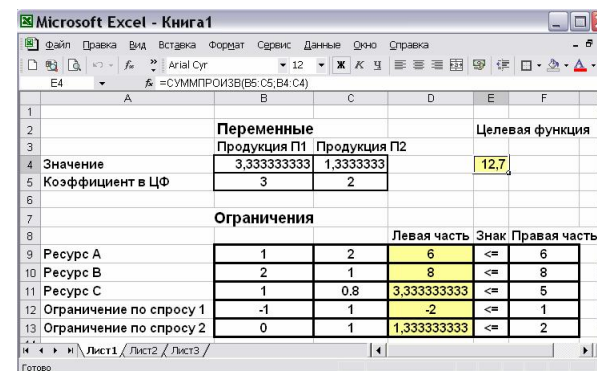 Microsoft Excel - Книга1
Файл Правка Вид Вставка Формат Сервис Данные Окно Справка
Arial Cyr 12 Ж К Ч
E4 fx =СУММПРОИЗВ(B5:C5;B4:C4)
A B C D E F
1
2 Переменные Целевая функция
3 Продукция П1 Продукция П2
4 Значение 3,333333333 1,3333333 12,7
5 Коэффициент в ЦФ 3 2
6
7 Ограничения
8 Левая часть Знак Правая часть
9 Ресурс А 1 2 6 <= 6
10 Ресурс В 2 1 8 <= 8
11 Ресурс С 1 0.8 3,333333333 <= 5
12 Ограничение по спросу 1 -1 1 -2 <= 1
13 Ограничение по спросу 2 0 1 1,333333333 <= 2
Лист1 Лист2 Лист3
Готово